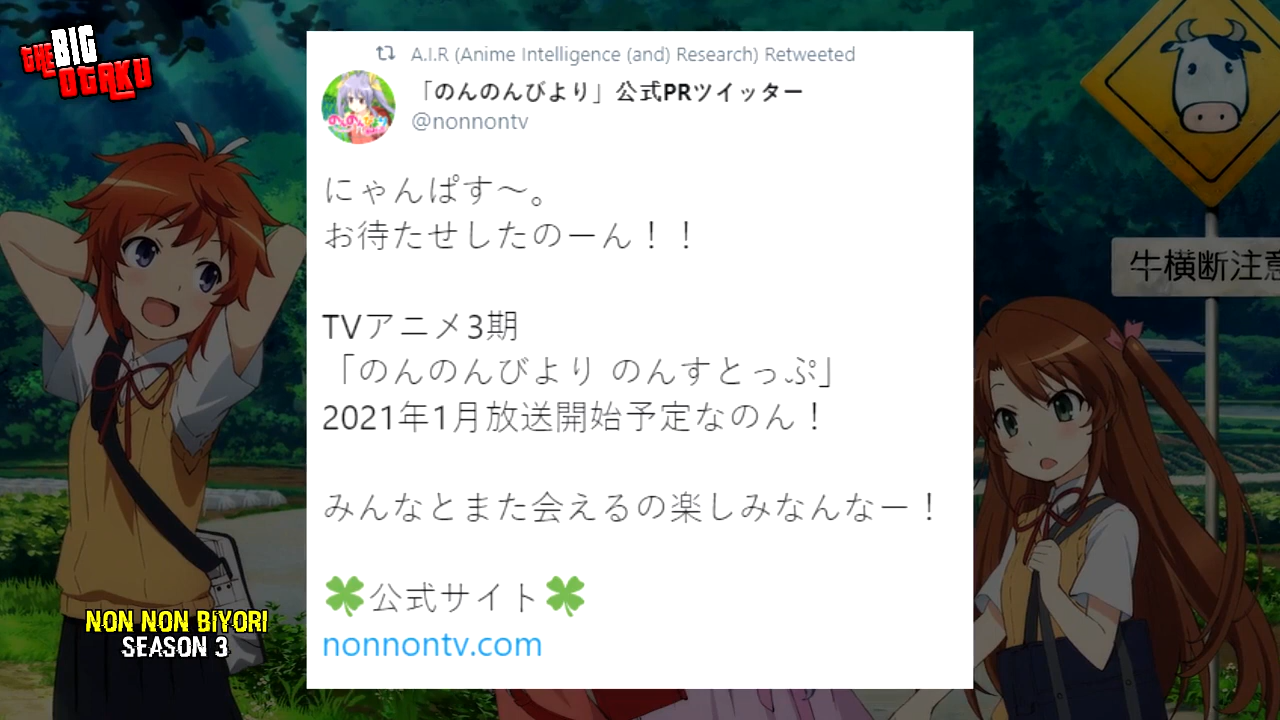 THE BIG OTAKU
A.I.R (Anime Intelligence (and) Research) Retweeted
「のんのんびより」公式PRツイッター
@nonnontv
にゃんぱす～。
お待たせしたのーん！！
TVアニメ3期
「のんのんびより のんすとっぷ」
2021年1月放送開始予定なのん！
みんなとまた会えるの楽しみなんなー！
🍀公式サイト🍀
nonnontv.com
牛横断注意
NON NON BIYORI
SEASON 3